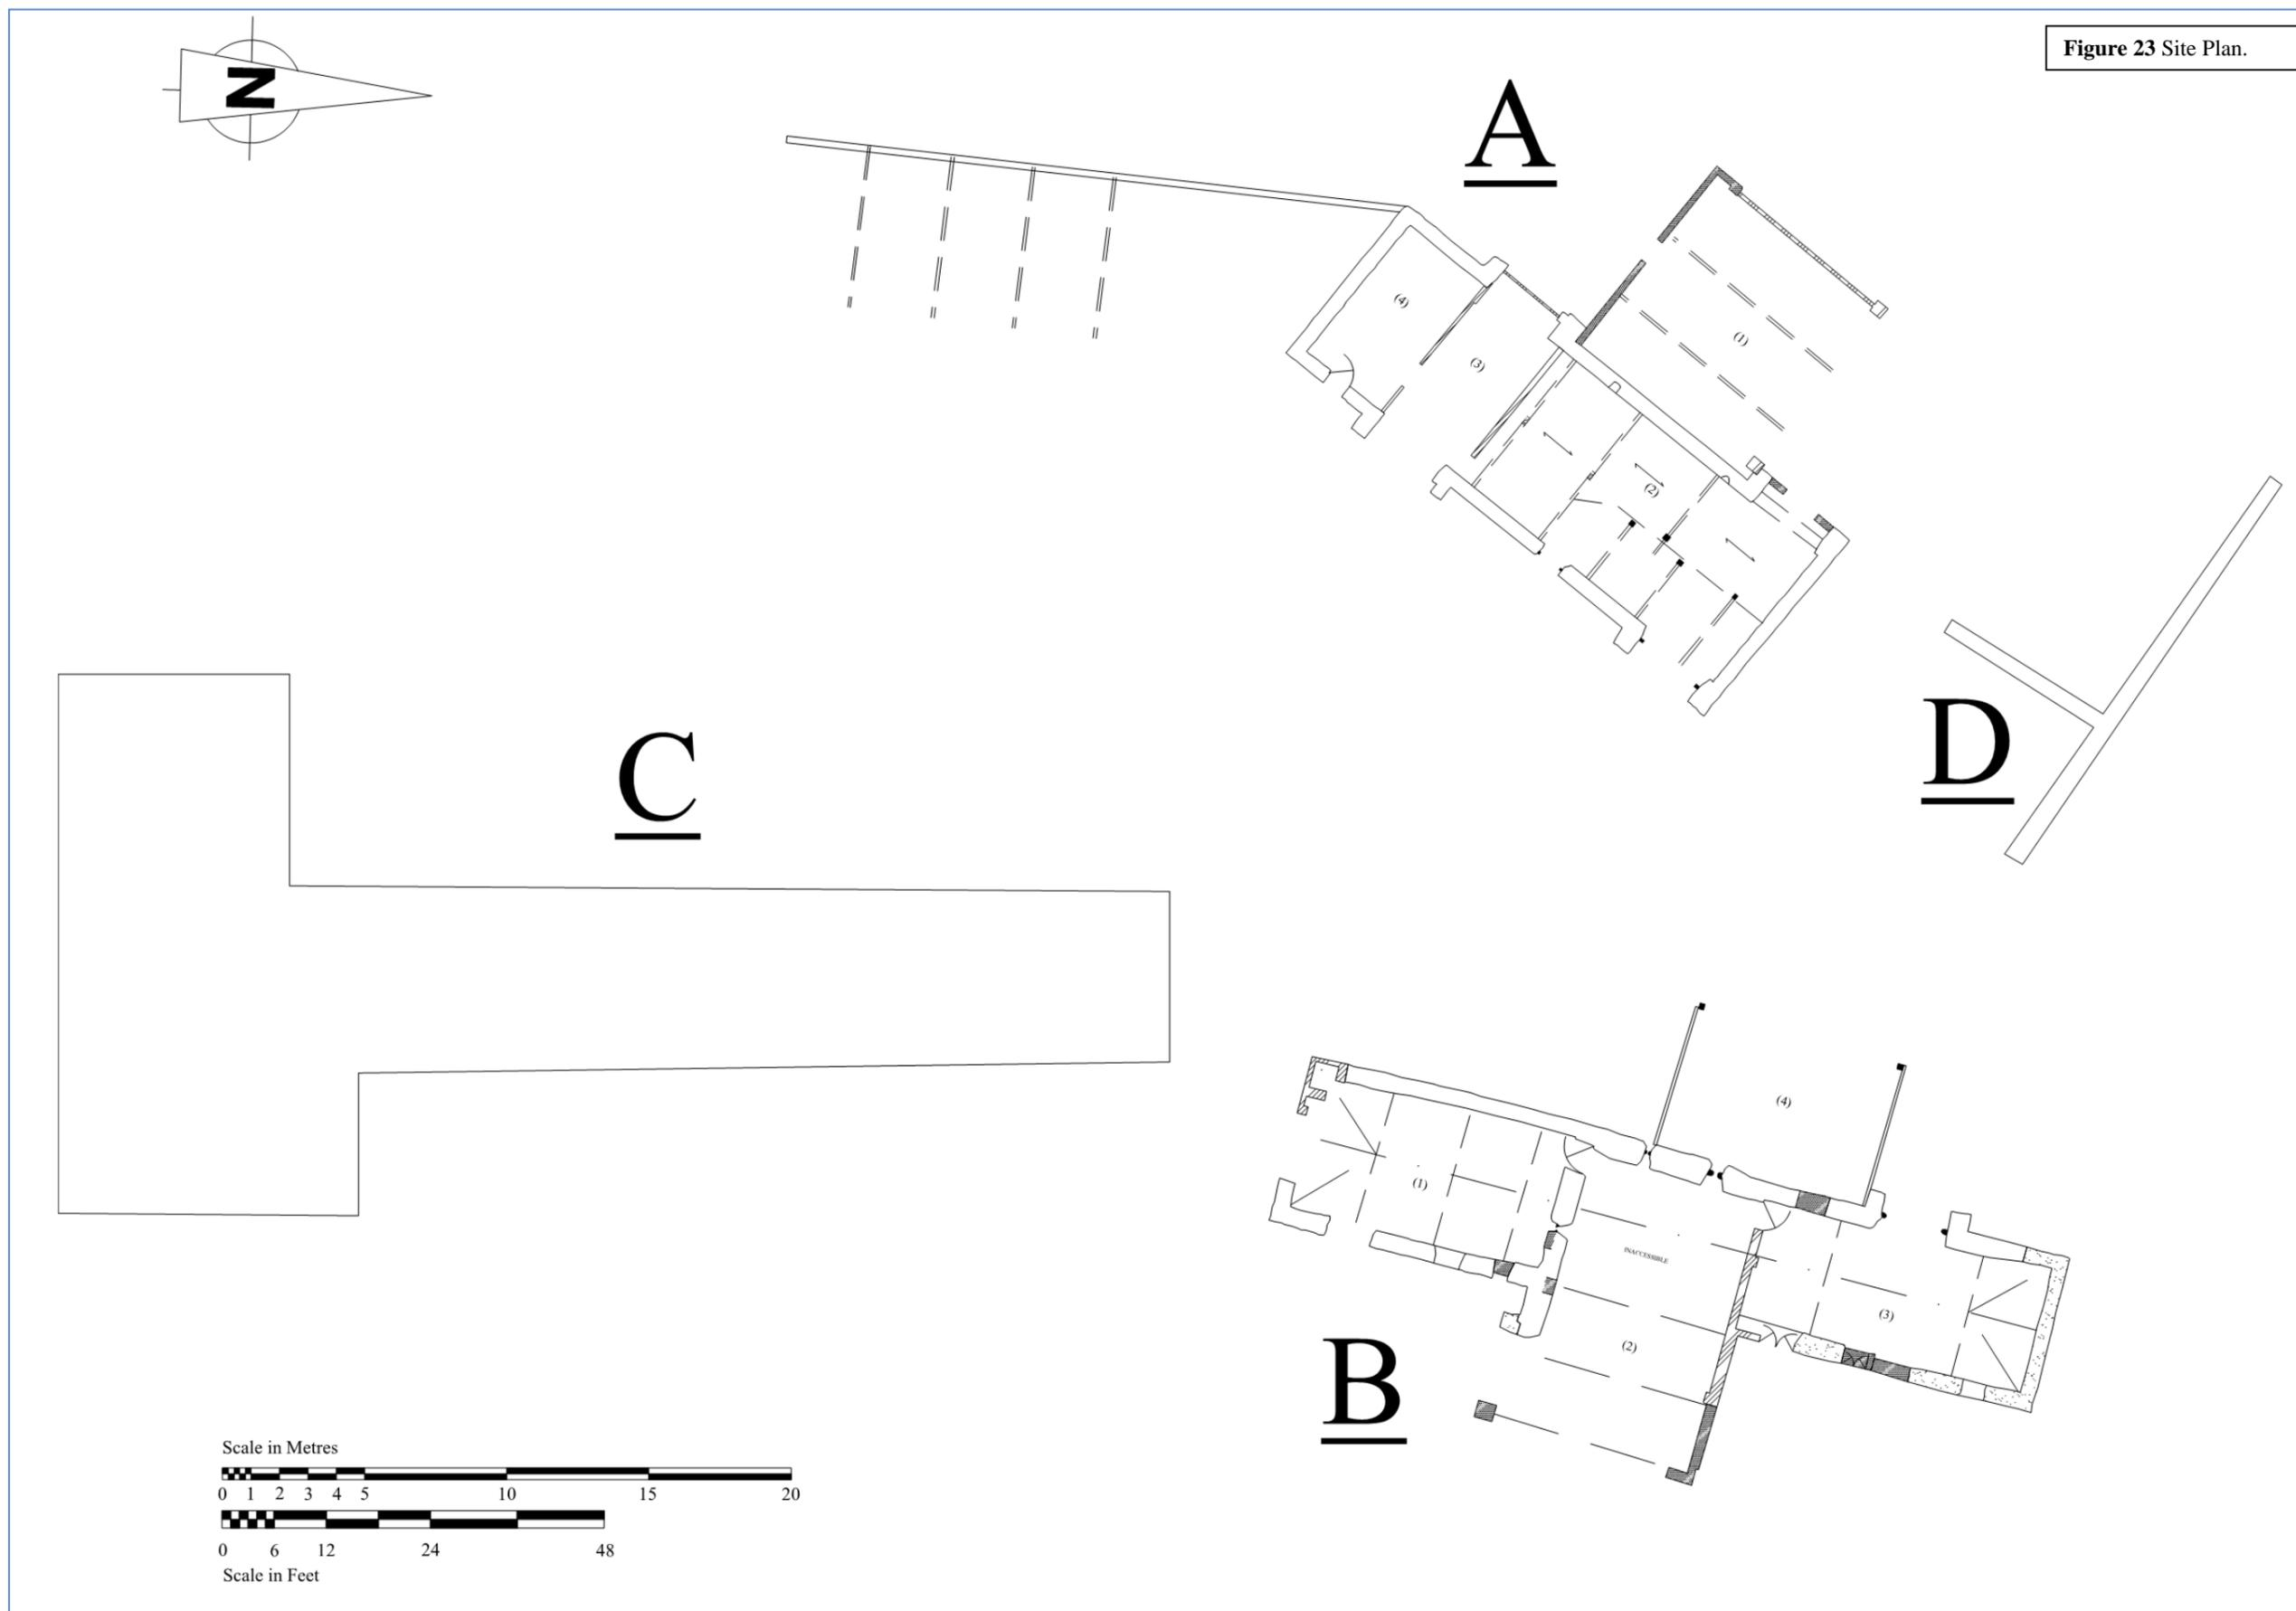 Figure 23 Site Plan.
N
A
(4)
(3)
(1)
(2)
C
D
(4)
(1)
INACCESSIBLE
(3)
(2)
B
Scale in Metres
0 1 2 3 4 5 10 15 20
0 6 12 24 48
Scale in Feet